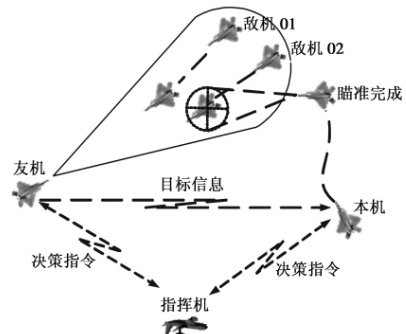 敌机 01
敌机 02
瞄准完成
友机
目标信息
本机
决策指令
决策指令
指挥机